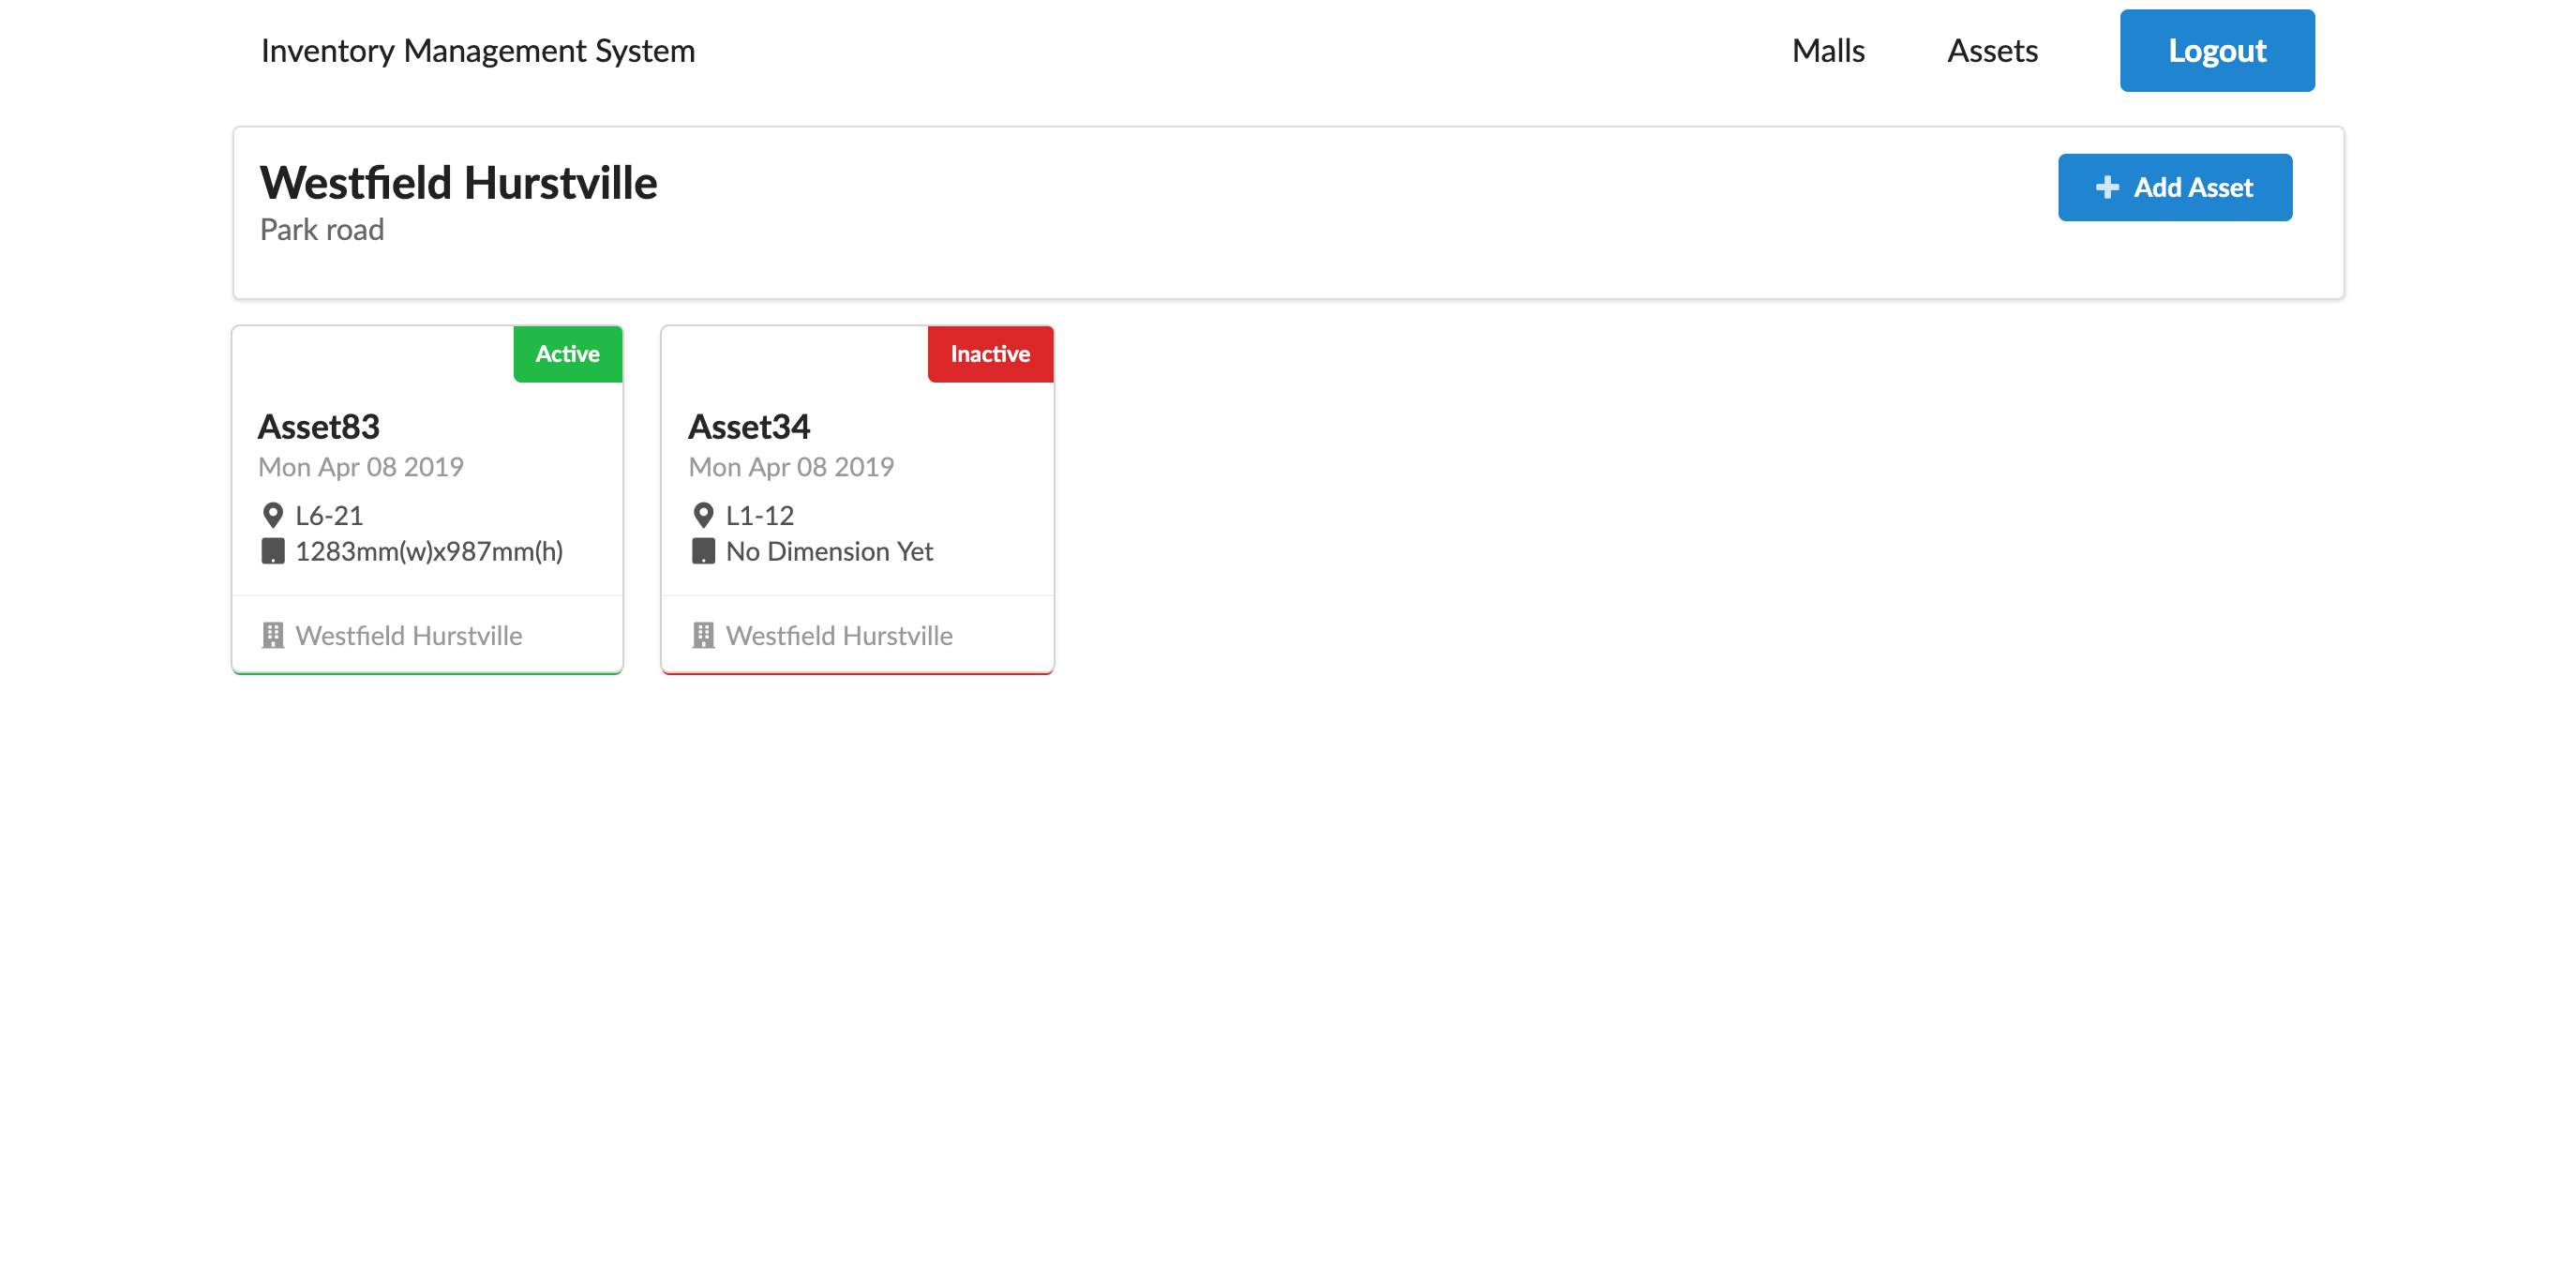 Inventory Management System
Malls
Assets
Logout
Westfield Hurstville
Park road
Add Asset
Active
Asset83
Mon Apr 08 2019
L6-21
1283mm(w)x987mm(h)
Westfield Hurstville
Inactive
Asset34
Mon Apr 08 2019
L1-12
No Dimension Yet
Westfield Hurstville